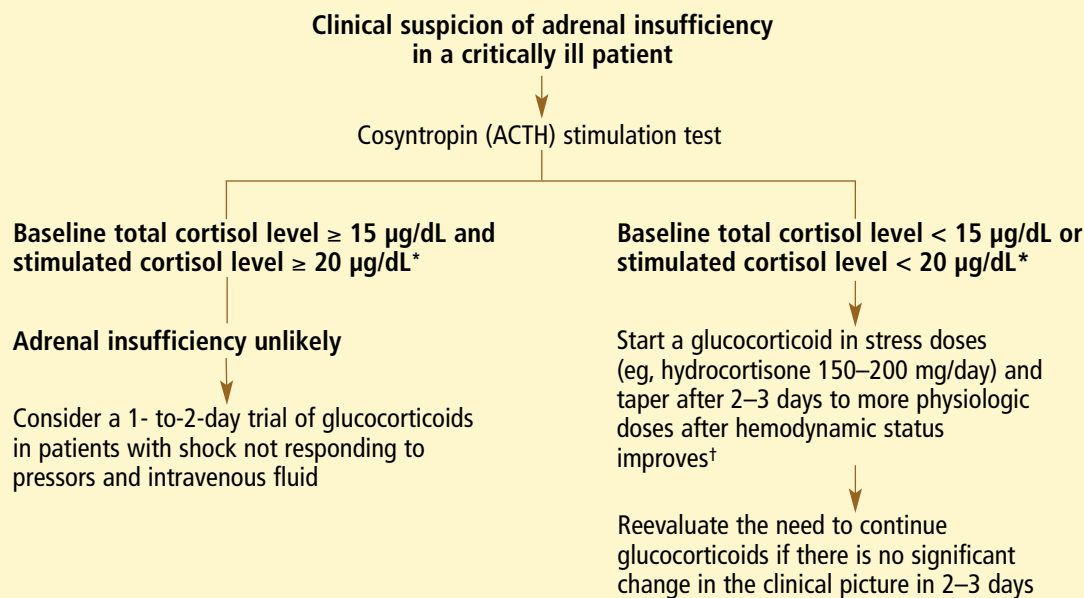 Clinical suspicion of adrenal insufficiency
in a critically ill patient
Cosyntropin (ACTH) stimulation test
Baseline total cortisol level ≥ 15 µg/dL and
stimulated cortisol level ≥ 20 µg/dL*
Adrenal insufficiency unlikely
Consider a 1- to-2-day trial of glucocorticoids
in patients with shock not responding to
pressors and intravenous fluid
Baseline total cortisol level < 15 µg/dL or
stimulated cortisol level < 20 µg/dL*
Start a glucocorticoid in stress doses
(eg, hydrocortisone 150–200 mg/day) and
taper after 2–3 days to more physiologic
doses after hemodynamic status
improves†
Reevaluate the need to continue
glucocorticoids if there is no significant
change in the clinical picture in 2–3 days